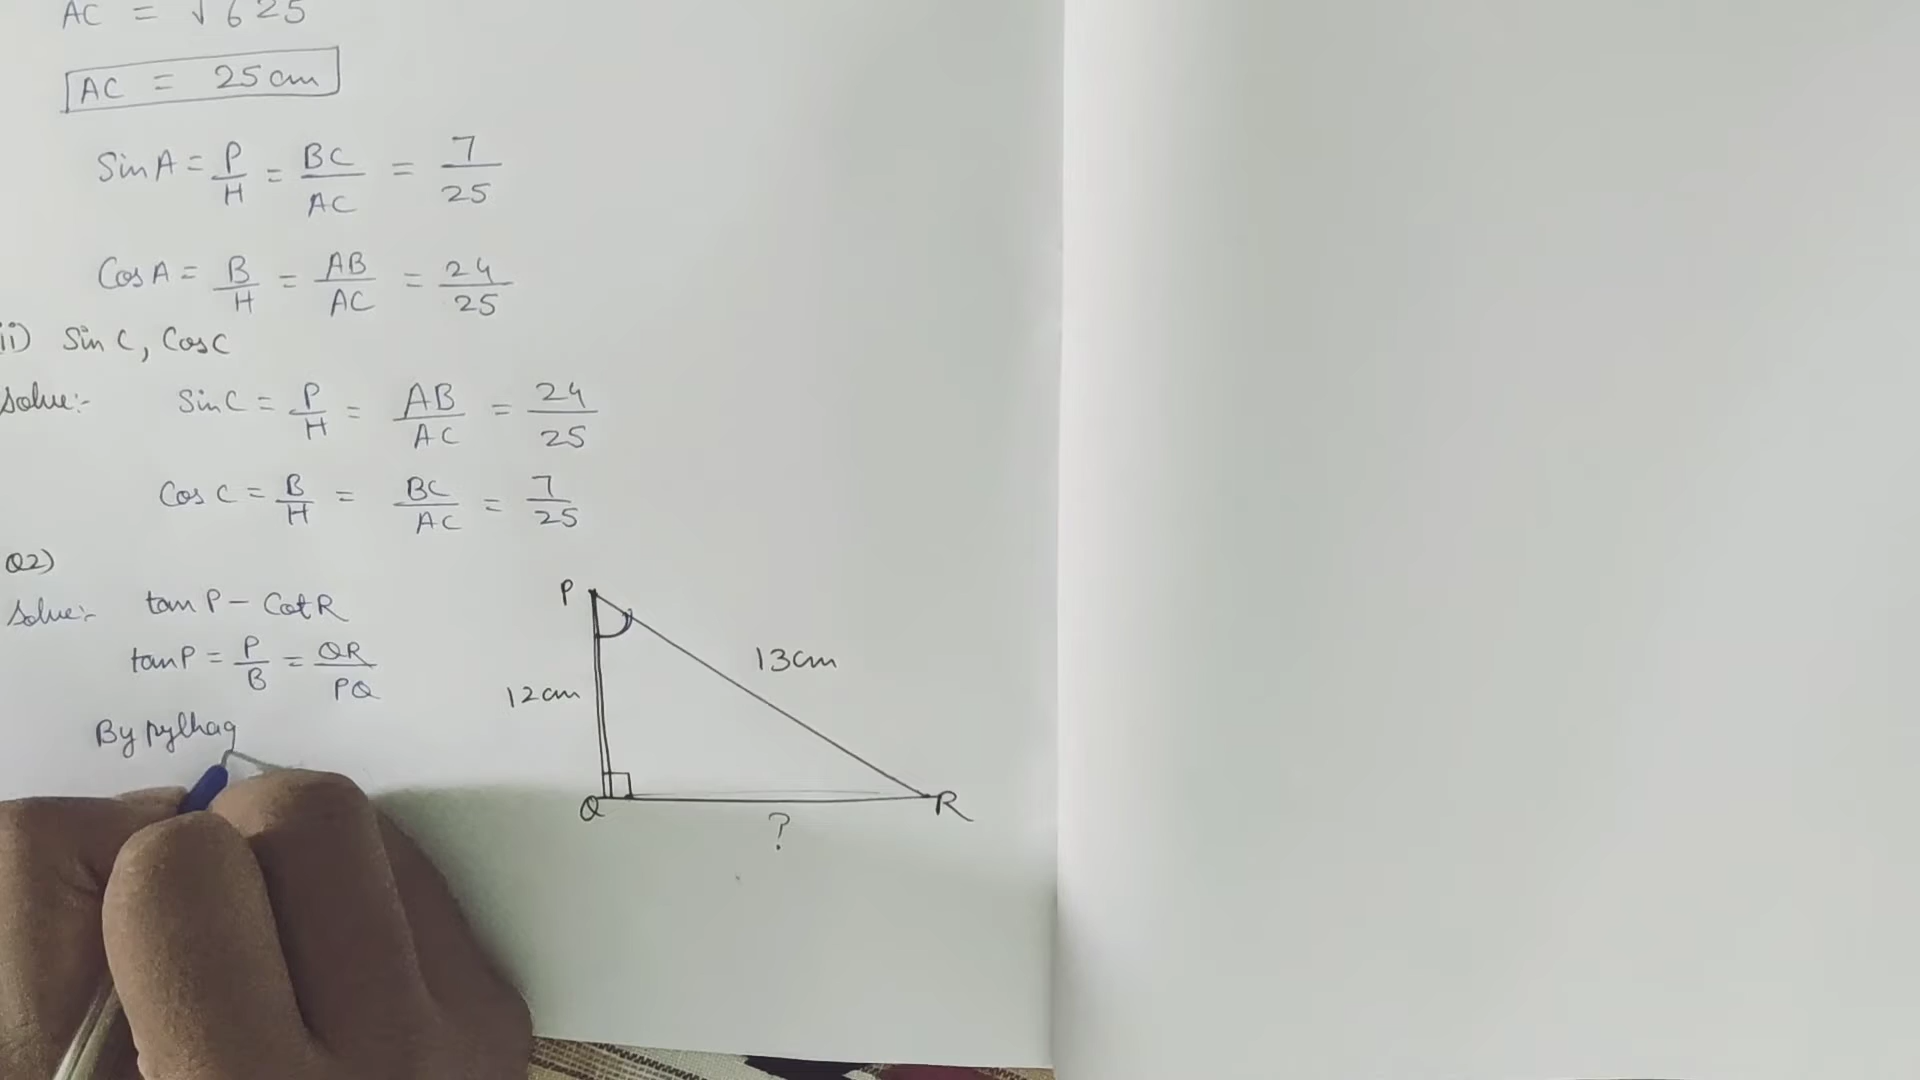 AC = √625
AC = 25cm
Sin A = P/H = BC/AC = 7/25
Cos A = B/H = AB/AC = 24/25
ii) Sin C, Cos C
Solve:- Sin C = P/H = AB/AC = 24/25
Cos C = B/H = BC/AC = 7/25
Q2)
Solve:- tan P - Cot R
tan P = P/B = QR/PQ
By pythag
P
13cm
12cm
Q
R
?